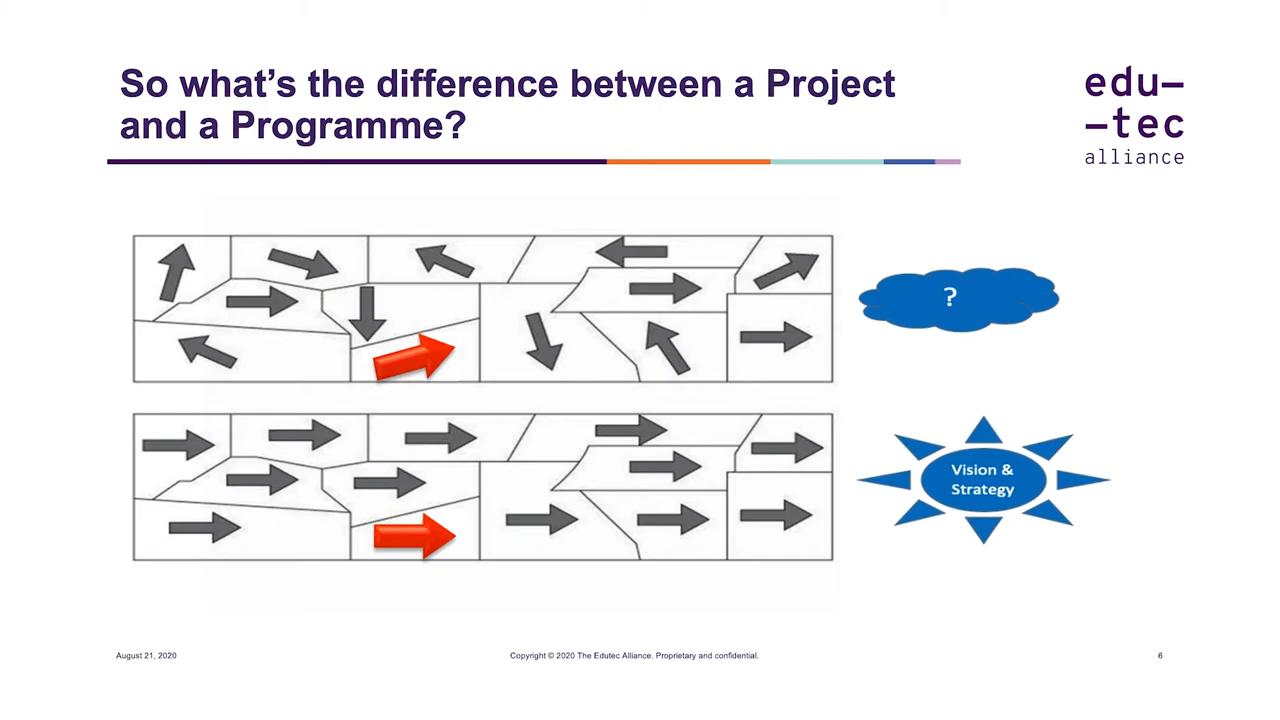 So what's the difference between a Project
and a Programme?
edu–
–tec
alliance
?
Vision &
Strategy
August 21, 2020
Copyright © 2020 The Edutec Alliance. Proprietary and confidential.
6